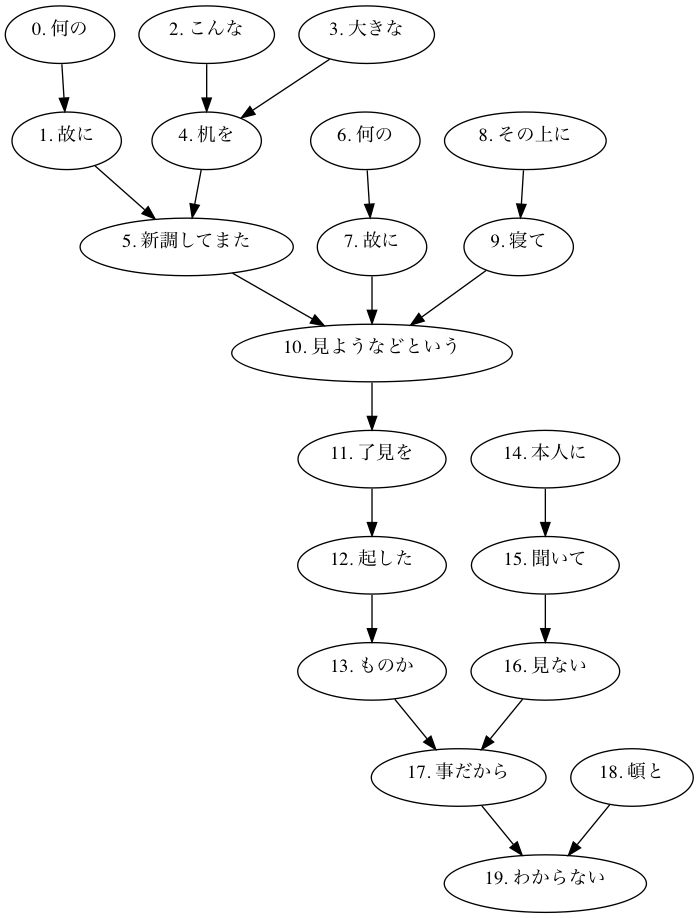 0. 何の
2. こんな
3. 大きな
1. 故に
4. 机を
6. 何の
8. その上に
5. 新調してまた
7. 故に
9. 寝て
10. 見ようなどという
11. 了見を
14. 本人に
12. 起した
15. 聞いて
13. ものか
16. 見ない
17. 事だから
18. 頓と
19. わからない